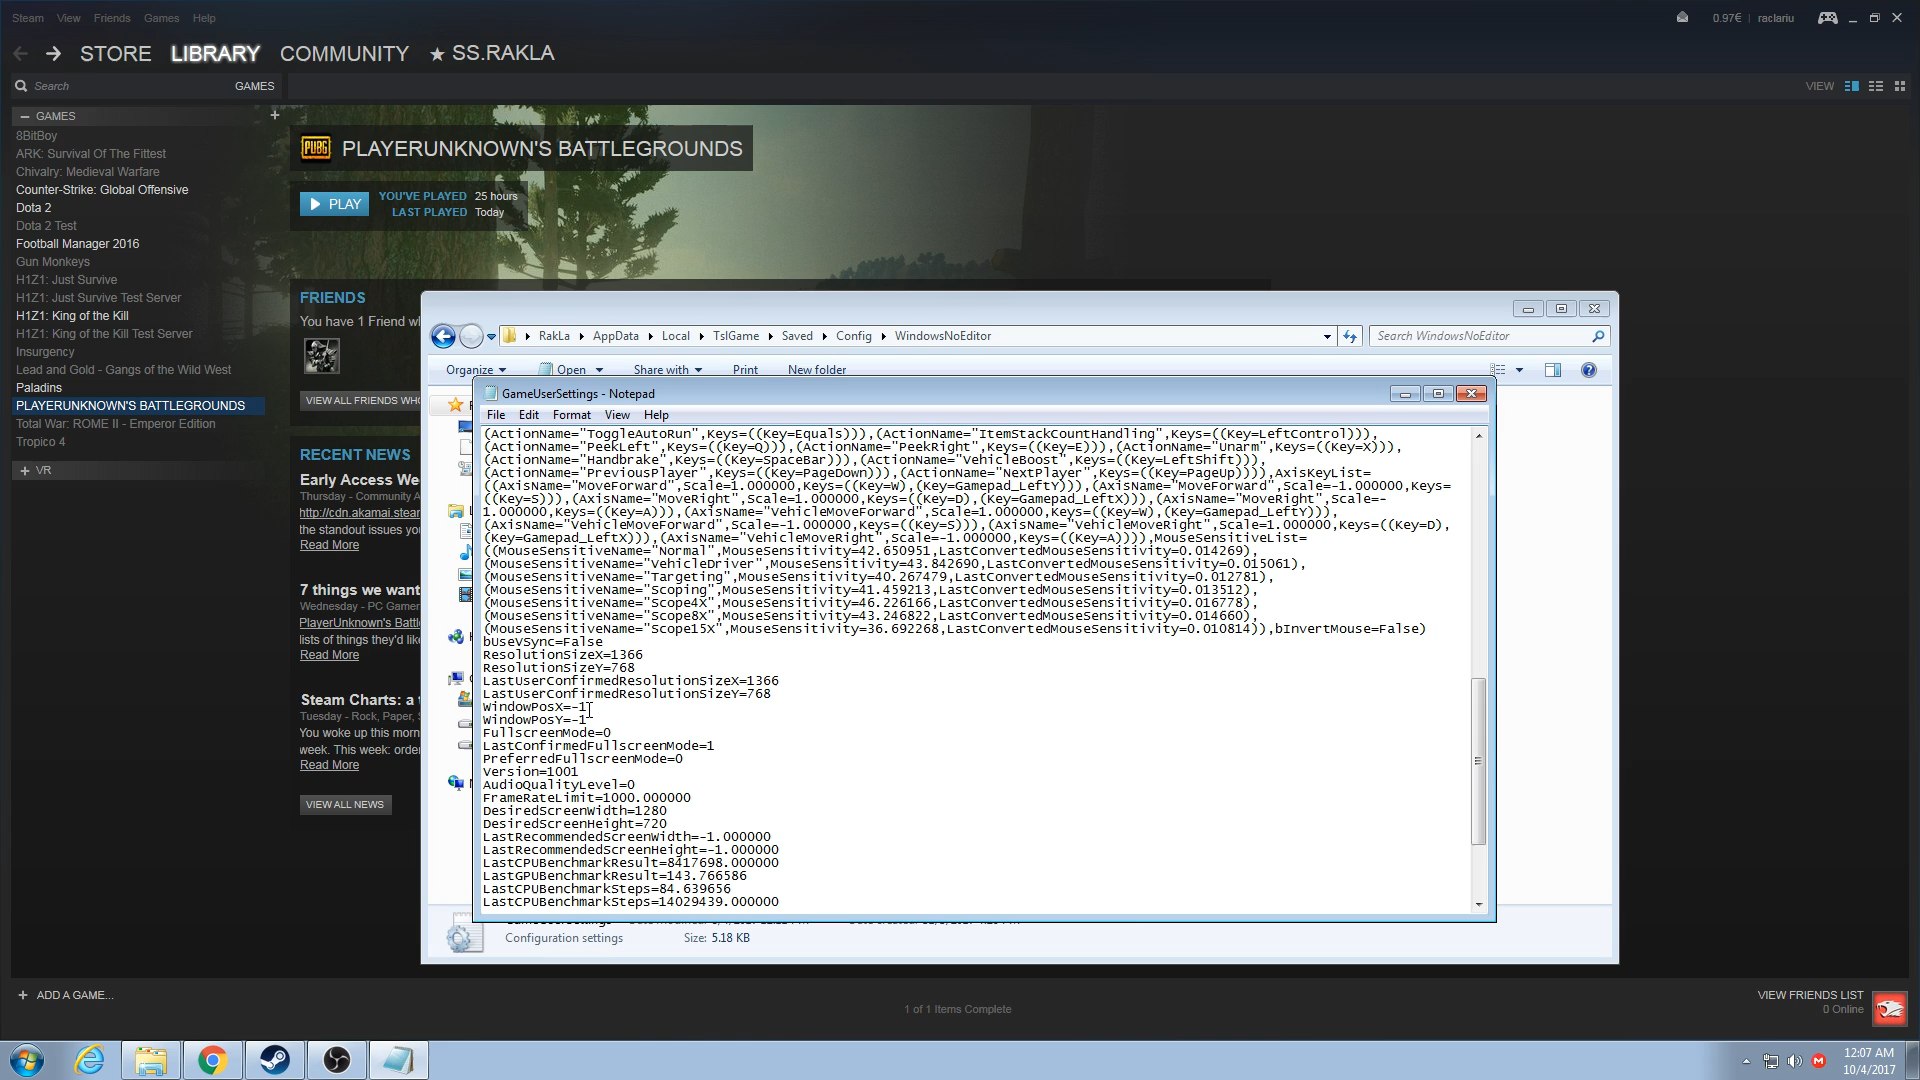 Steam View Friends Games Help
0.97€ | raclariu
STORE LIBRARY COMMUNITY ★ SS.RAKLA
Search GAMES
VIEW
— GAMES +
8BitBoy
ARK: Survival Of The Fittest
Chivalry: Medieval Warfare
Counter-Strike: Global Offensive
Dota 2
Dota 2 Test
Football Manager 2016
Gun Monkeys
H1Z1: Just Survive
H1Z1: Just Survive Test Server
H1Z1: King of the Kill
H1Z1: King of the Kill Test Server
Insurgency
Lead and Gold - Gangs of the Wild West
Paladins
PLAYERUNKNOWN'S BATTLEGROUNDS
Total War: ROME II - Emperor Edition
Tropico 4
+ VR
PUBG PLAYERUNKNOWN'S BATTLEGROUNDS
PLAY
YOU'VE PLAYED 25 hours
LAST PLAYED Today
FRIENDS
You have 1 Friend wh
VIEW ALL FRIENDS WHO
RECENT NEWS
Early Access We
Thursday - Community A
http://cdn.akamai.stear
the standout issues you
Read More
7 things we want
Wednesday - PC Gamer
PlayerUnknown's Battle
lists of things they'd like
Read More
Steam Charts: a
Tuesday - Rock, Paper, S
You woke up this morn
week. This week: orde
Read More
VIEW ALL NEWS
RakLa AppData Local TslGame Saved Config WindowsNoEditor
Search WindowsNoEditor
Organize Open Share with Print New folder
GameUserSettings - Notepad
File Edit Format View Help
(ActionName="ToggleAutoRun",Keys=((Key=Equals))),(ActionName="ItemStackCountHandling",Keys=((Key=LeftControl))),
(ActionName="PeekLeft",Keys=((Key=Q))),(ActionName="PeekRight",Keys=((Key=E))),(ActionName="Unarm",Keys=((Key=X))),
(ActionName="Handbrake",Keys=((Key=SpaceBar))),(ActionName="VehicleBoost",Keys=((Key=LeftShift))),
(ActionName="PreviousPlayer",Keys=((Key=PageDown))),(ActionName="NextPlayer",Keys=((Key=PageUp)))),AxisKeyList=
((AxisName="MoveForward",Scale=1.000000,Keys=((Key=W),(Key=Gamepad_LeftY))),(AxisName="MoveForward",Scale=-1.000000,Keys=
((Key=S))),(AxisName="MoveRight",Scale=1.000000,Keys=((Key=D),(Key=Gamepad_LeftX))),(AxisName="MoveRight",Scale=-
1.000000,Keys=((Key=A))),(AxisName="VehicleMoveForward",Scale=1.000000,Keys=((Key=W),(Key=Gamepad_LeftY))),
(AxisName="VehicleMoveForward",Scale=-1.000000,Keys=((Key=S))),(AxisName="VehicleMoveRight",Scale=1.000000,Keys=((Key=D),
(Key=Gamepad_LeftX))),(AxisName="VehicleMoveRight",Scale=-1.000000,Keys=((Key=A)))),MouseSensitiveList=
((MouseSensitiveName="Normal",MouseSensitivity=42.650951,LastConvertedMouseSensitivity=0.014269),
(MouseSensitiveName="VehicleDriver",MouseSensitivity=43.842690,LastConvertedMouseSensitivity=0.015061),
(MouseSensitiveName="Targeting",MouseSensitivity=40.267479,LastConvertedMouseSensitivity=0.012781),
(MouseSensitiveName="Scoping",MouseSensitivity=41.459213,LastConvertedMouseSensitivity=0.013512),
(MouseSensitiveName="Scope4X",MouseSensitivity=46.226166,LastConvertedMouseSensitivity=0.016778),
(MouseSensitiveName="Scope8X",MouseSensitivity=43.246822,LastConvertedMouseSensitivity=0.014660),
(MouseSensitiveName="Scope15X",MouseSensitivity=36.692268,LastConvertedMouseSensitivity=0.010814)),bInvertMouse=False)
bUseVSync=False
ResolutionSizeX=1366
ResolutionSizeY=768
LastUserConfirmedResolutionSizeX=1366
LastUserConfirmedResolutionSizeY=768
WindowPosX=-1
WindowPosY=-1
FullscreenMode=0
LastConfirmedFullscreenMode=1
PreferredFullscreenMode=0
Version=1001
AudioQualityLevel=0
FrameRateLimit=1000.000000
DesiredScreenWidth=1280
DesiredScreenHeight=720
LastRecommendedScreenWidth=-1.000000
LastRecommendedScreenHeight=-1.000000
LastCPUBenchmarkResult=8417698.000000
LastGPUBenchmarkResult=143.766586
LastCPUBenchmarkSteps=84.639656
LastCPUBenchmarkSteps=14029439.000000
Configuration settings Size: 5.18 KB
+ ADD A GAME...
1 of 1 Items Complete
VIEW FRIENDS LIST
0 Online
12:07 AM
10/4/2017